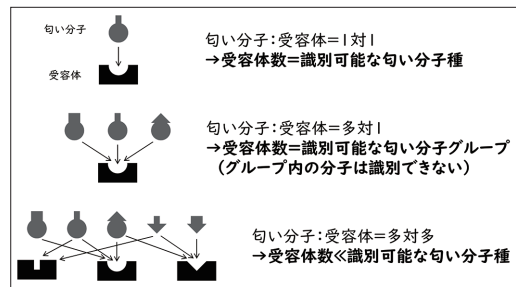 匂い分子
受容体
匂い分子:受容体=1対1
→受容体数=識別可能な匂い分子種
匂い分子:受容体=多対1
→受容体数=識別可能な匂い分子グループ
(グループ内の分子は識別できない)
匂い分子:受容体=多対多
→受容体数≪識別可能な匂い分子種